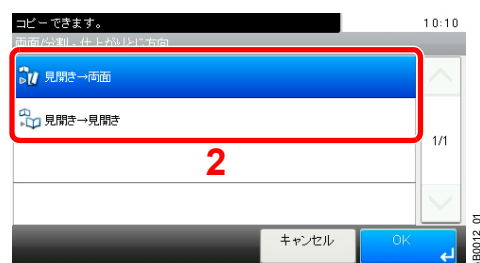 コピーできます。 10:10
両面/分割 - 仕上がりとじ方向
見開き→両面
見開き→見開き
1/1
2
キャンセル OK
B0012_01